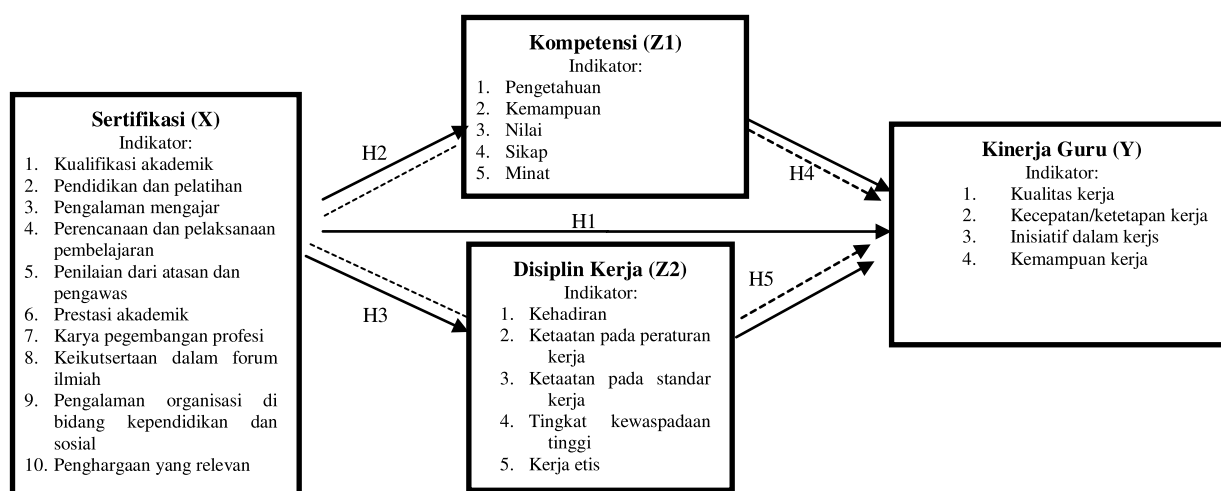 Sertifikasi (X)
Indikator:
1. Kualifikasi akademik
2. Pendidikan dan pelatihan
3. Pengalaman mengajar
4. Perencanaan dan pelaksanaan
pembelajaran
5. Penilaian dari atasan dan
pengawas
6. Prestasi akademik
7. Karya pegembangan profesi
8. Keikutsertaan dalam forum
ilmiah
9. Pengalaman organisasi di
bidang kependidikan dan
sosial
10. Penghargaan yang relevan
H2
H1
H3
Kompetensi (Z1)
Indikator:
1. Pengetahuan
2. Kemampuan
3. Nilai
4. Sikap
5. Minat
Disiplin Kerja (Z2)
Indikator:
1. Kehadiran
2. Ketaatan pada peraturan
kerja
3. Ketaatan pada standar
kerja
4. Tingkat kewaspadaan
tinggi
5. Kerja etis
H4
H5
Kinerja Guru (Y)
Indikator:
1. Kualitas kerja
2. Kecepatan/ketetapan kerja
3. Inisiatif dalam kerjs
4. Kemampuan kerja